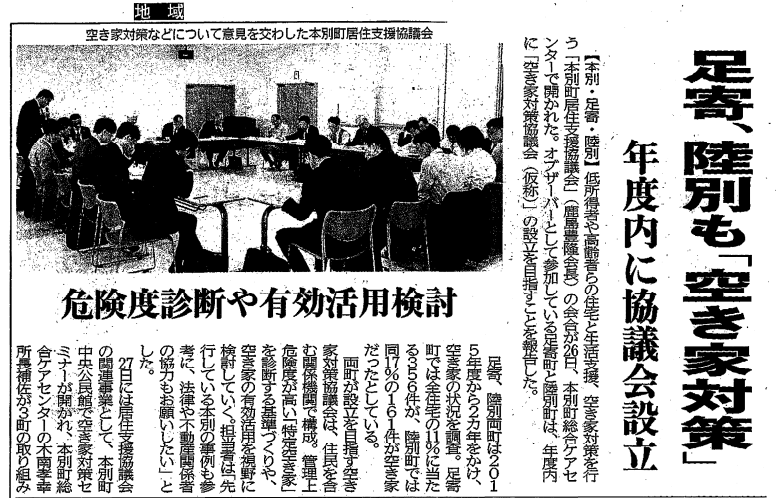 地域
足寄、陸別も「空き家対策」
年度内に協議会設立
【本別・足寄・陸別】低所得者や高齢者らの住宅と生活支援、空き家対策を行
う「本別町居住支援協議会」（鹿島豊隆会長）の会合が26日、本別町総合ケアセ
ンターで開かれた。オブザーバーとして参加している足寄町と陸別町は、年度内
に「空き家対策協議会（仮称）」の設立を目指すことを報告した。
空き家対策などについて意見を交わした本別町居住支援協議会
危険度診断や有効活用検討
足寄、陸別両町は201
5年度から2カ年をかけ、
空き家の状況を調査。足寄
町では全住宅の11%に当た
る356件が、陸別町では
同17%の161件が空き家
だったとしている。
両町が設立を目指す空き
家対策協議会は、住民を含
む関係機関で構成。管理上
危険度が高い「特定空き家」
を診断する基準づくりや、
空き家の有効活用を視野に
検討していく。担当者は「先
行している本別の事例も参
考に、法律や不動産関係者
の協力もお願いしたい」と
した。
27日には居住支援協議会
の関連事業として、本別町
中央公民館で空き家対策セ
ミナーが開かれ、本別町総
合ケアセンターの木南孝幸
所長補佐が3町の取り組み